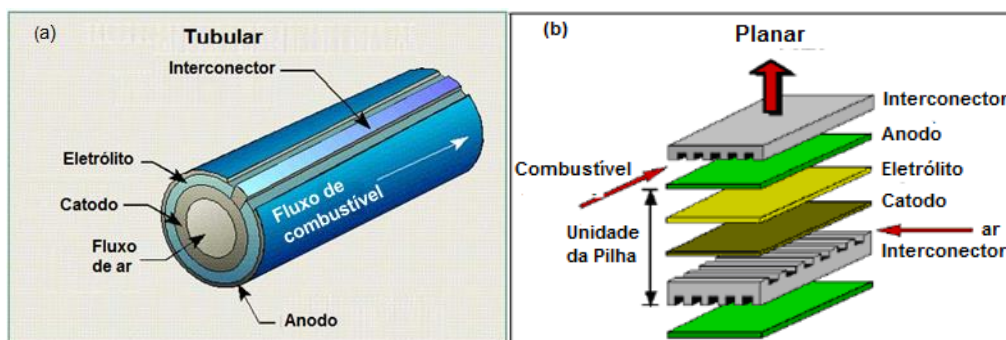 (a)
Tubular
Interconector
Eletrólito
Catodo
Fluxo
de ar
Fluxo de
combustível
Anodo
(b)
Planar
Interconector
Anodo
Combustível
Eletrólito
Catodo
Unidade
da Pilha
ar
Interconector